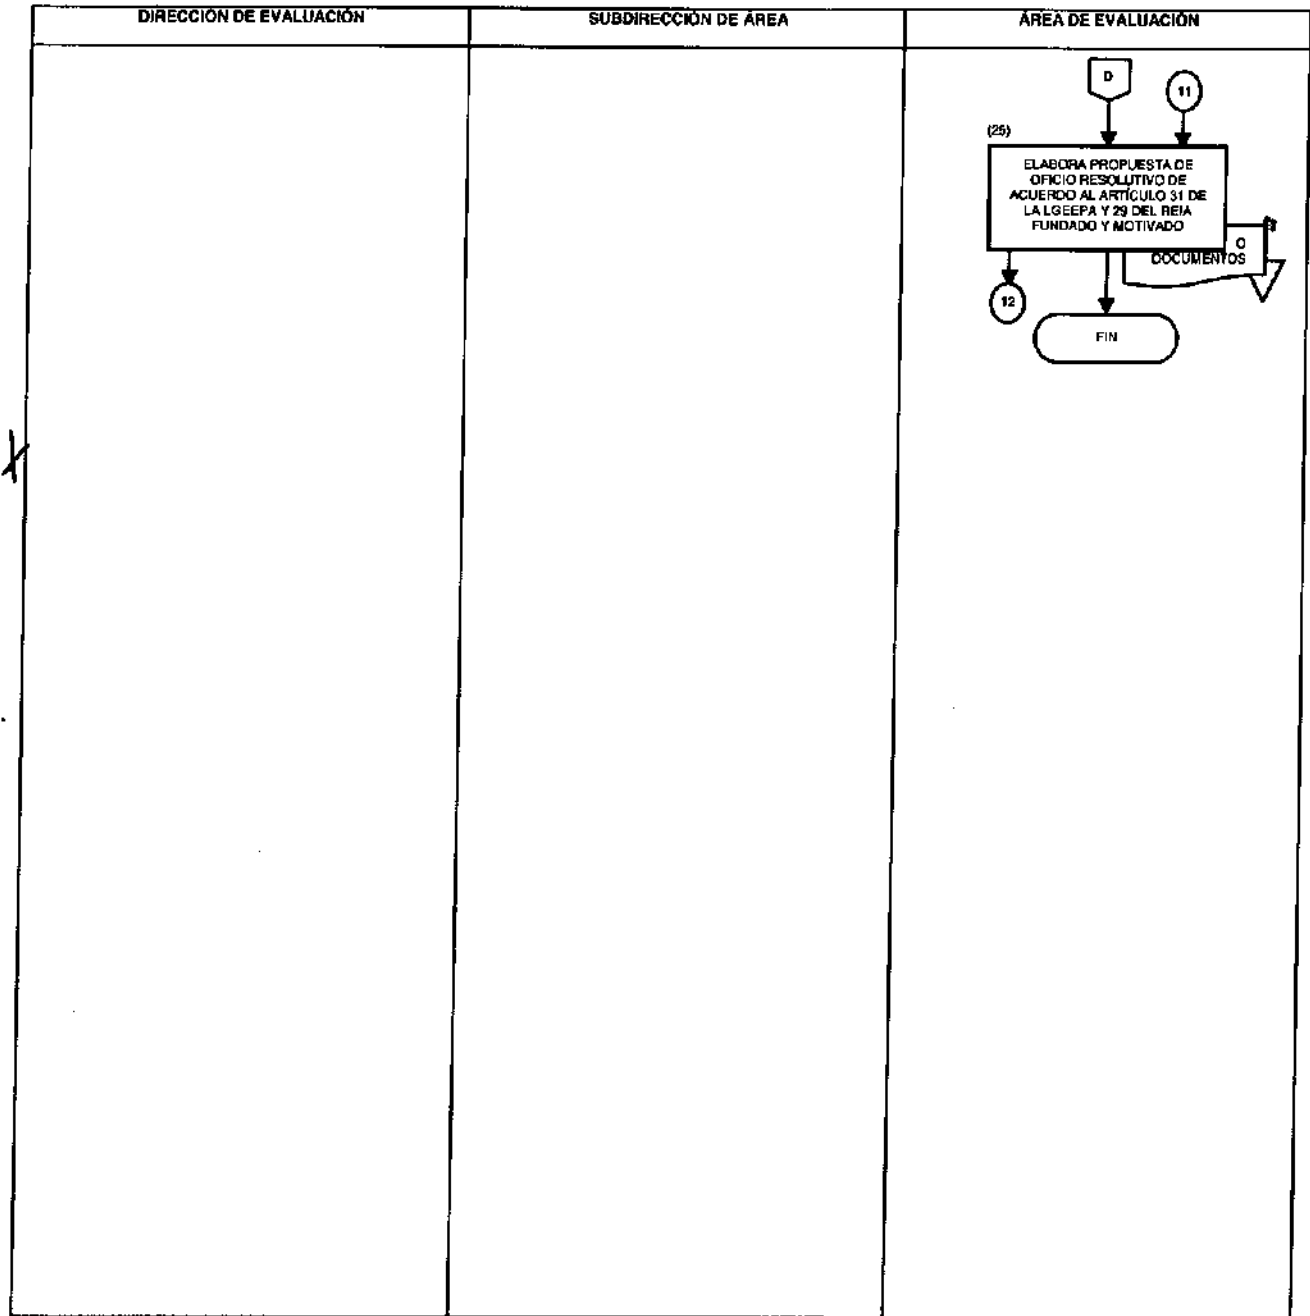 DIRECCIÓN DE EVALUACIÓN
SUBDIRECCIÓN DE ÁREA
ÁREA DE EVALUACIÓN
D
11
(25)
ELABORA PROPUESTA DE
OFICIO RESOLUTIVO DE
ACUERDO AL ARTÍCULO 31 DE
LA LGEEPA Y 29 DEL REIA
FUNDADO Y MOTIVADO
O
DOCUMENTOS
12
FIN